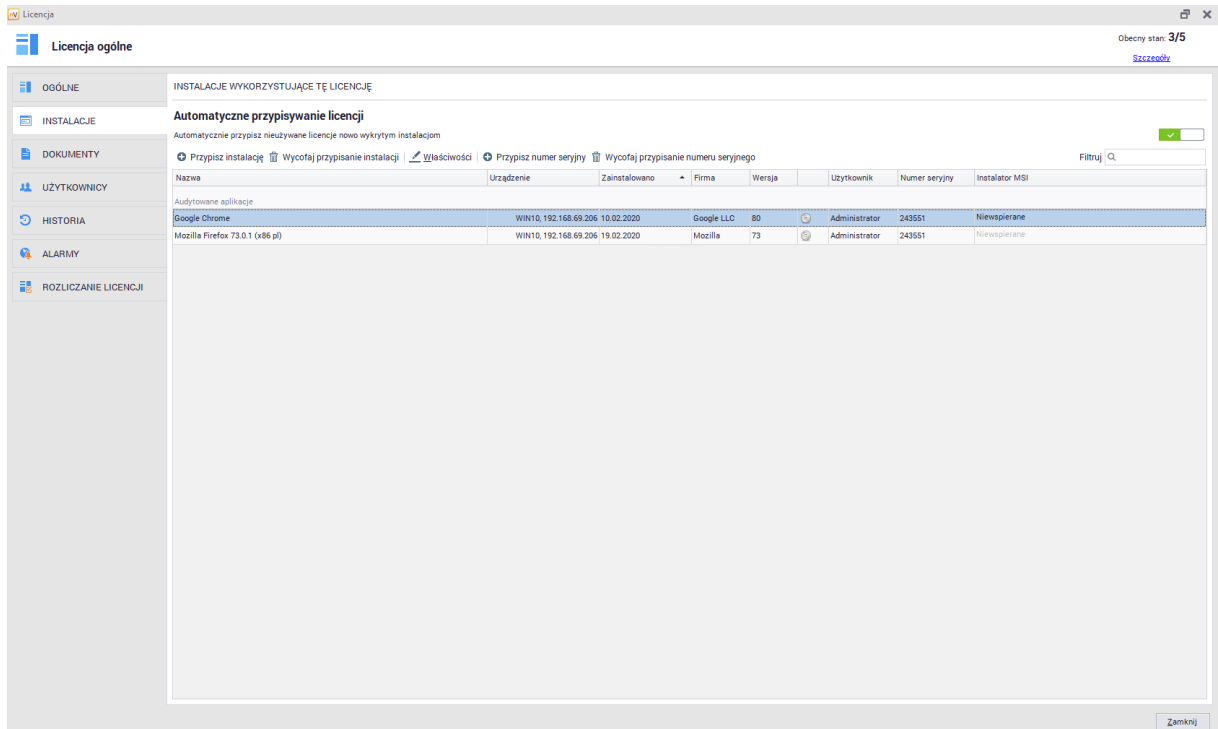 Licencja
Licencja ogólne
Obecny stan: 3/5
Szczegóły
OGÓLNE
INSTALACJE
DOKUMENTY
UŻYTKOWNICY
HISTORIA
ALARMY
ROZLICZANIE LICENCJI
INSTALACJE WYKORZYSTUJĄCE TĘ LICENCJĘ
Automatyczne przypisywanie licencji
Automatycznie przypisz nieużywane licencje nowo wykrytym instalacjom
Przypisz instalację Wycofaj przypisanie instalacji Właściwości Przypisz numer seryjny Wycofaj przypisanie numeru seryjnego Filtruj
Nazwa Urządzenie Zainstalowano Firma Wersja Użytkownik Numer seryjny Instalator MSI
Audytowane aplikacje
Google Chrome WIN10, 192.168.69.206 10.02.2020 Google LLC 80 Administrator 243551 Niewspierane
Mozilla Firefox 73.0.1 (x86 pl) WIN10, 192.168.69.206 19.02.2020 Mozilla 73 Administrator 243551 Niewspierane
Zamknij